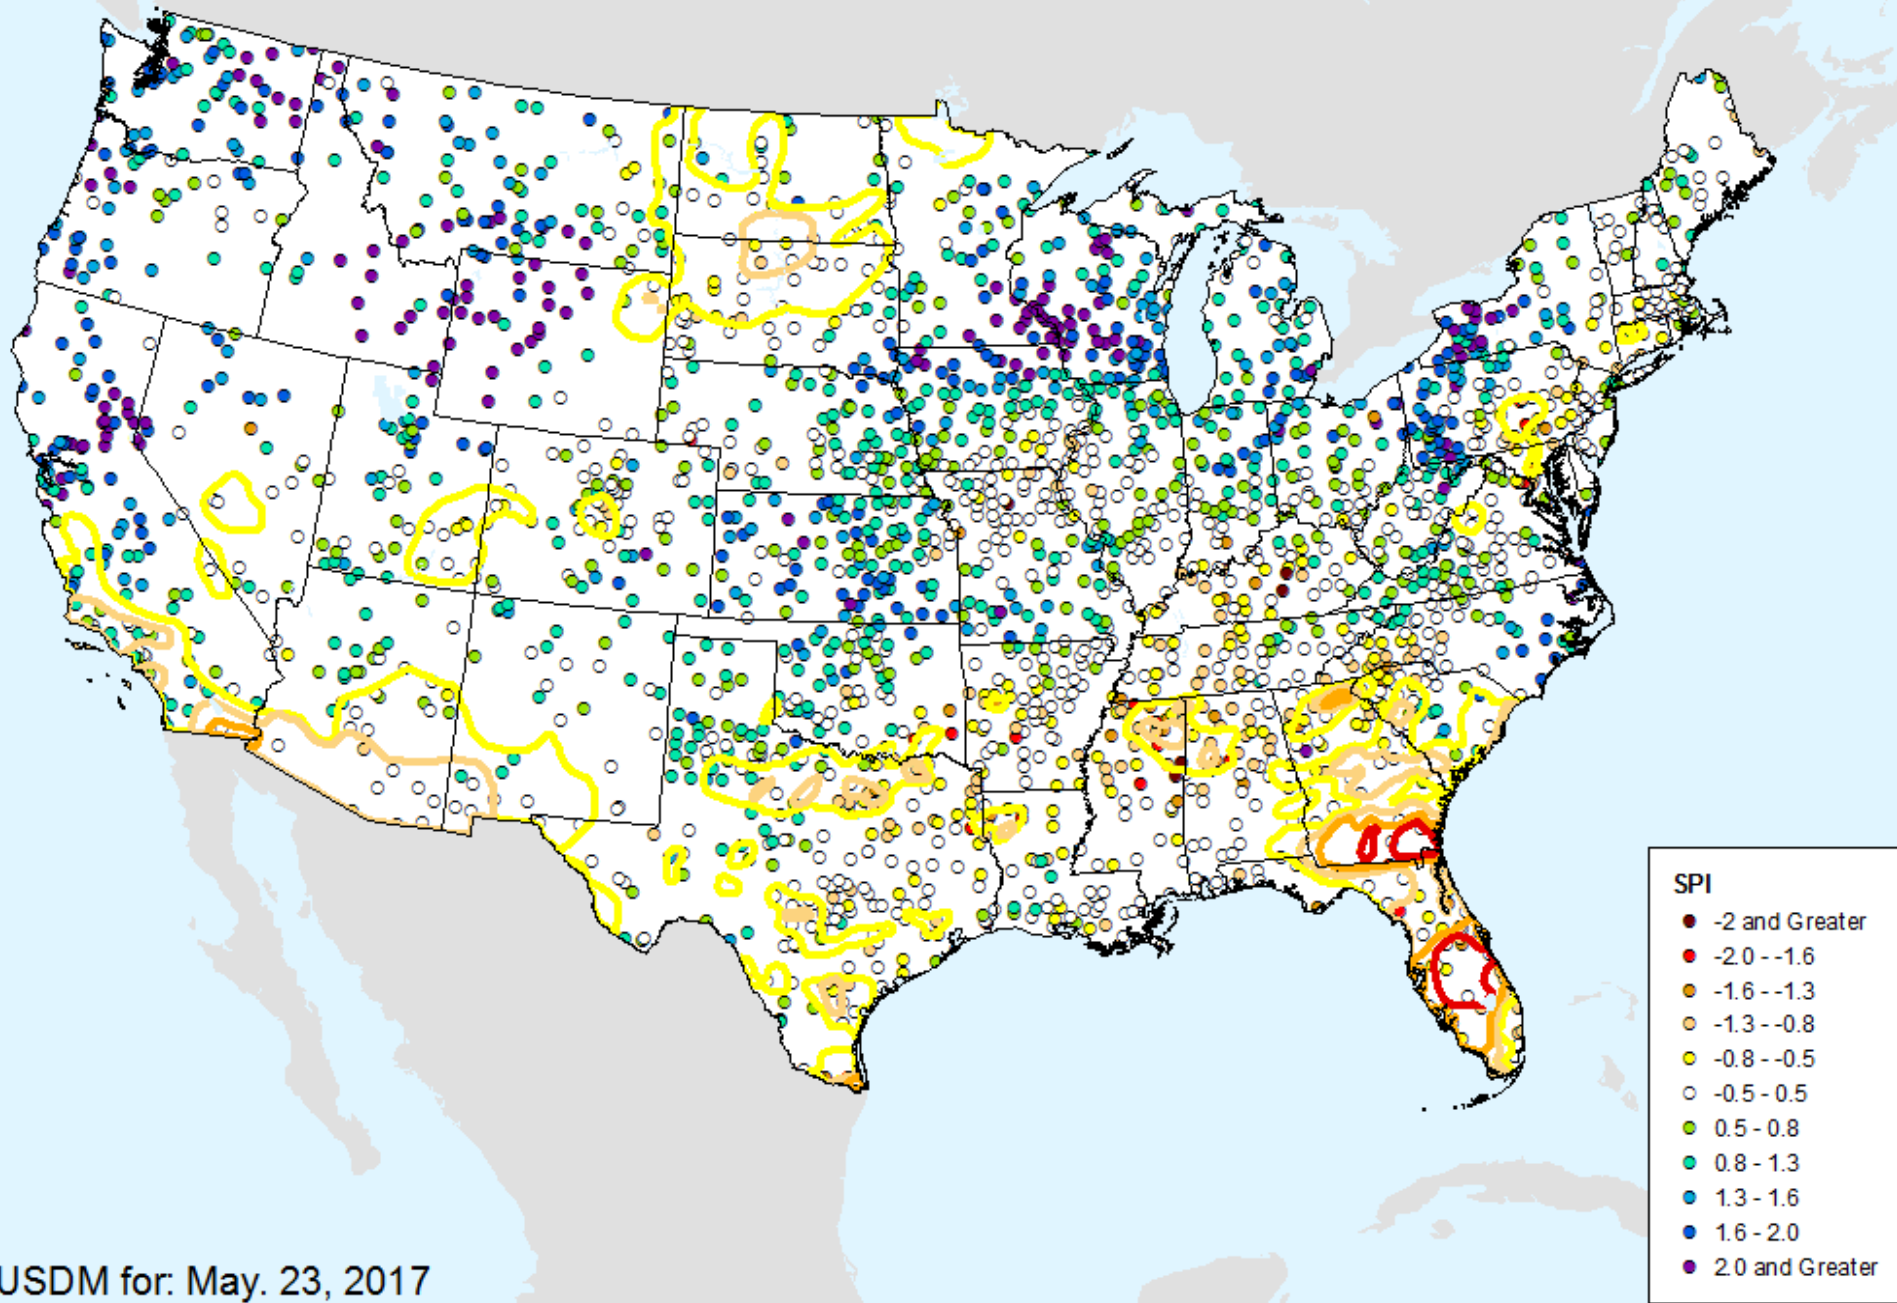 SPI
-2 and Greater
-2.0 - -1.6
-1.6 - -1.3
-1.3 - -0.8
-0.8 - -0.5
-0.5 - 0.5
0.5 - 0.8
0.8 - 1.3
1.3 - 1.6
1.6 - 2.0
2.0 and Greater
USDM for: May. 23, 2017